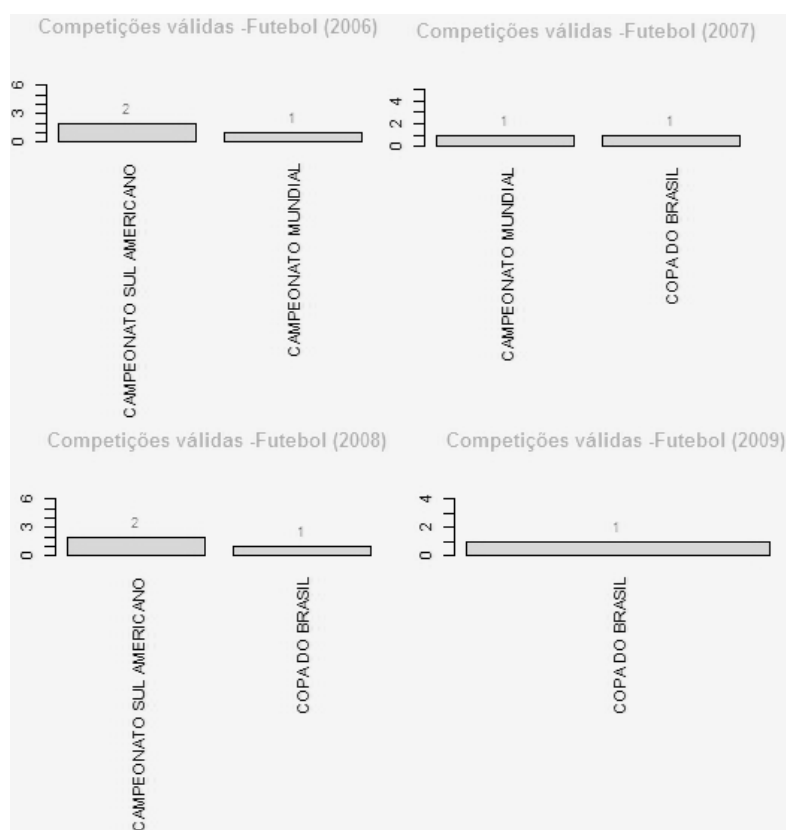 Competições válidas -Futebol (2006)
6
3
0
2
1
CAMPEONATO SUL AMERICANO
CAMPEONATO MUNDIAL
Competições válidas -Futebol (2007)
4
2
0
1
1
CAMPEONATO MUNDIAL
COPA DO BRASIL
Competições válidas -Futebol (2008)
6
3
0
2
1
CAMPEONATO SUL AMERICANO
COPA DO BRASIL
Competições válidas -Futebol (2009)
4
2
0
1
COPA DO BRASIL